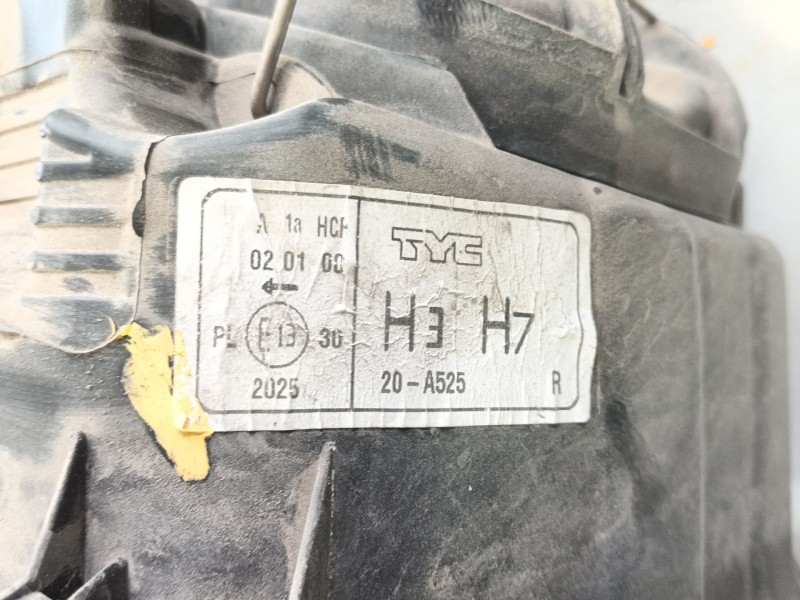 A 1a HCR
02 01 00
←
PL E13 30
2025
TYC
H3 H7
20-A525 R